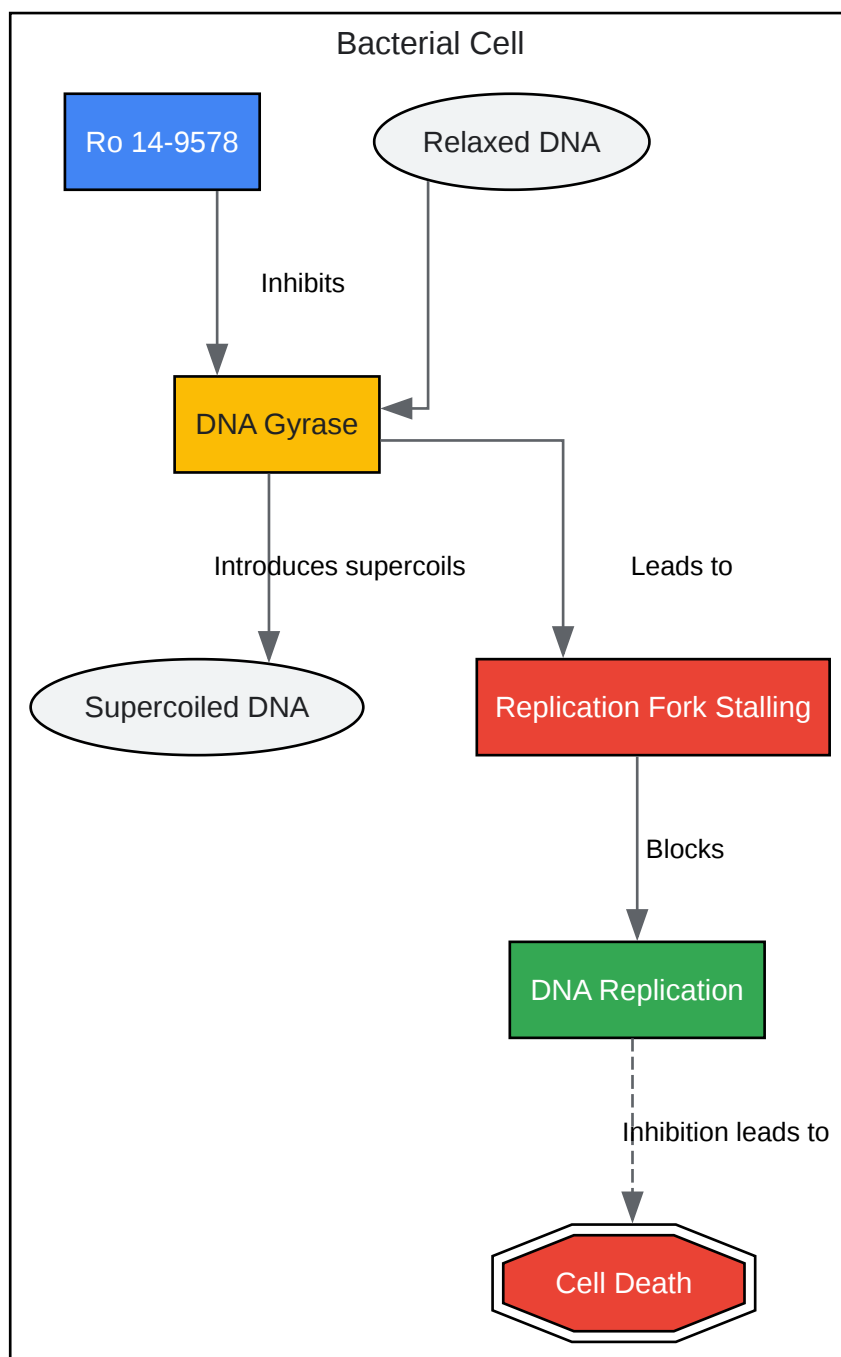 Bacterial Cell
Ro 14-9578
Relaxed DNA
Inhibits
DNA Gyrase
Introduces supercoils
Leads to
Supercoiled DNA
Replication Fork Stalling
Blocks
DNA Replication
Inhibition leads to
Cell Death